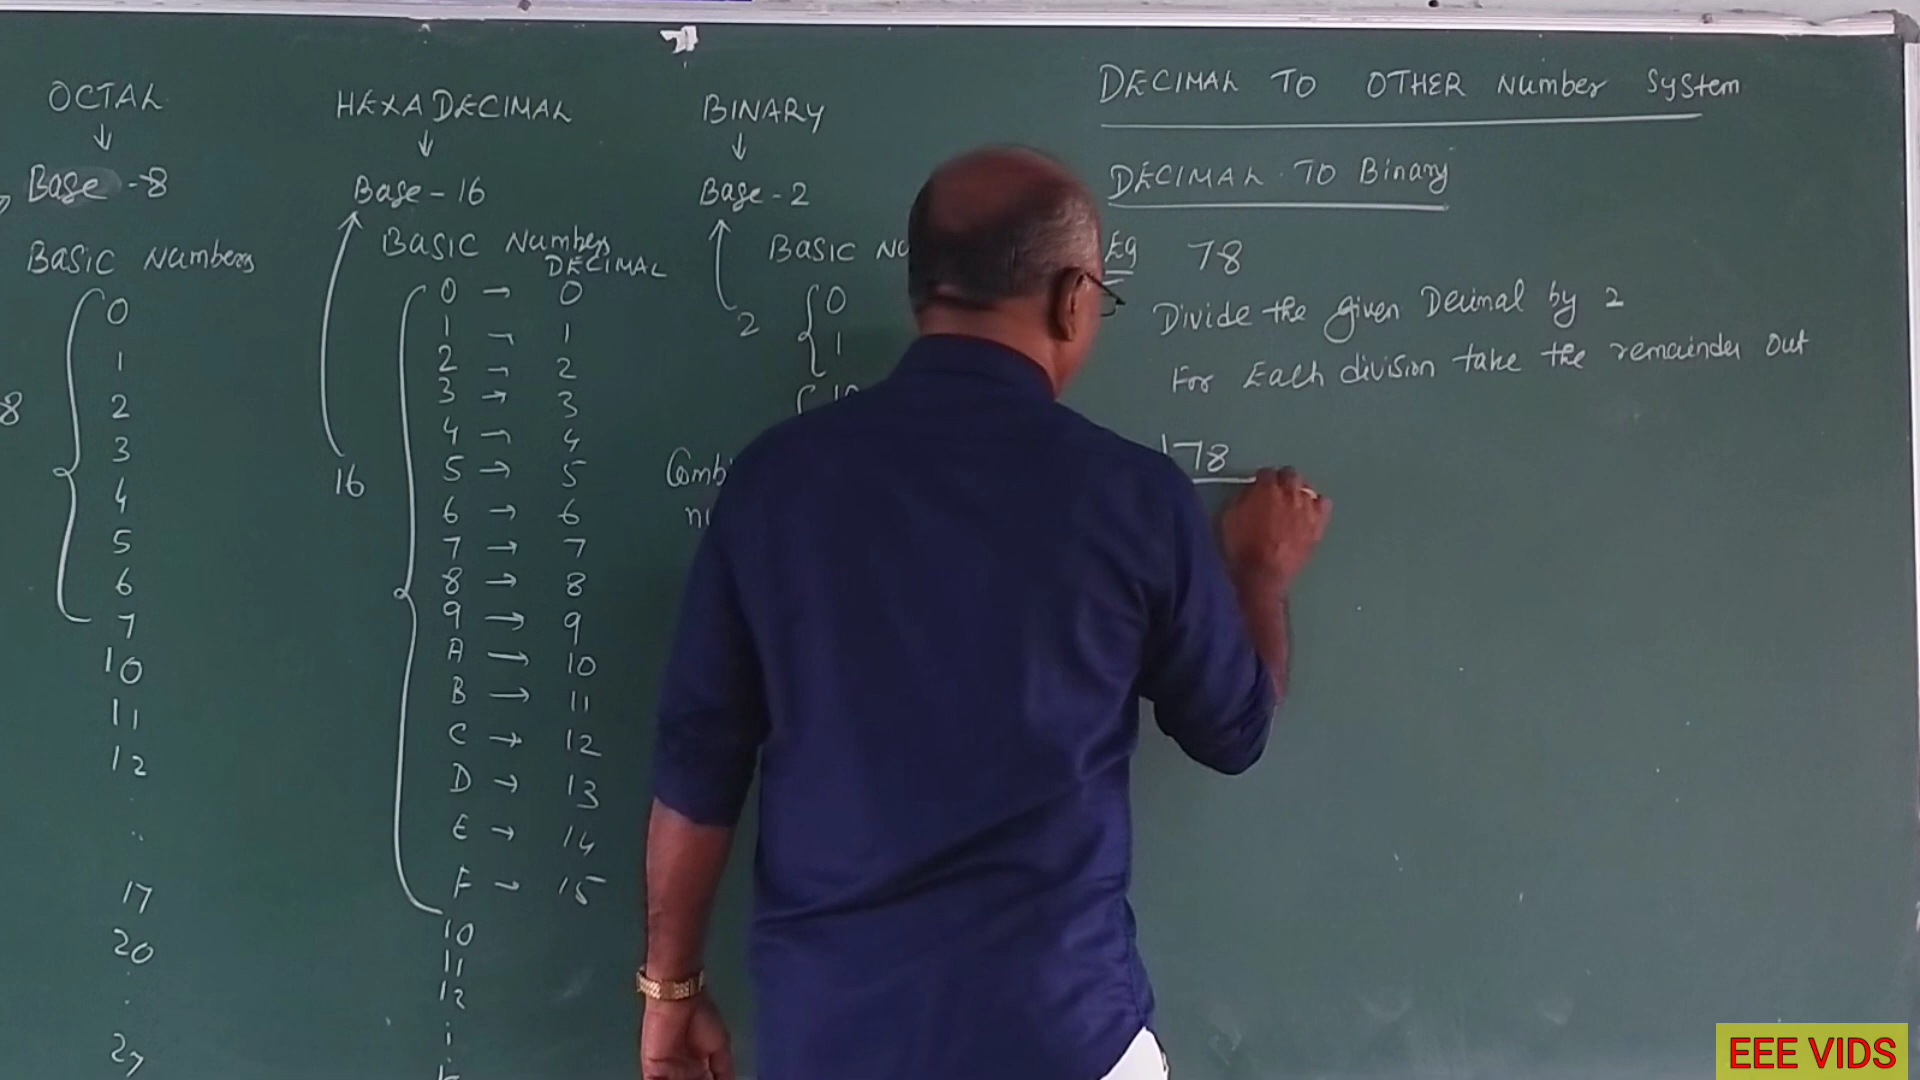 OCTAL
Base - 8
BASIC Numbers
0
1
2
8
3
4
5
6
7
10
11
12
17
20
27
HEXADECIMAL
Base - 16
BASIC Numbers
DECIMAL
0 → 0
1 → 1
2 → 2
3 → 3
4 → 4
16
5 → 5
6 → 6
7 → 7
8 → 8
9 → 9
A → 10
B → 11
C → 12
D → 13
E → 14
F → 15
10
11
12
BINARY
Base - 2
BASIC
0
2
1
DECIMAL TO OTHER Number System
DECIMAL TO Binary
Eg 78
Divide the given Decimal by 2
For Each division take the remainder out
78
EEE VIDS